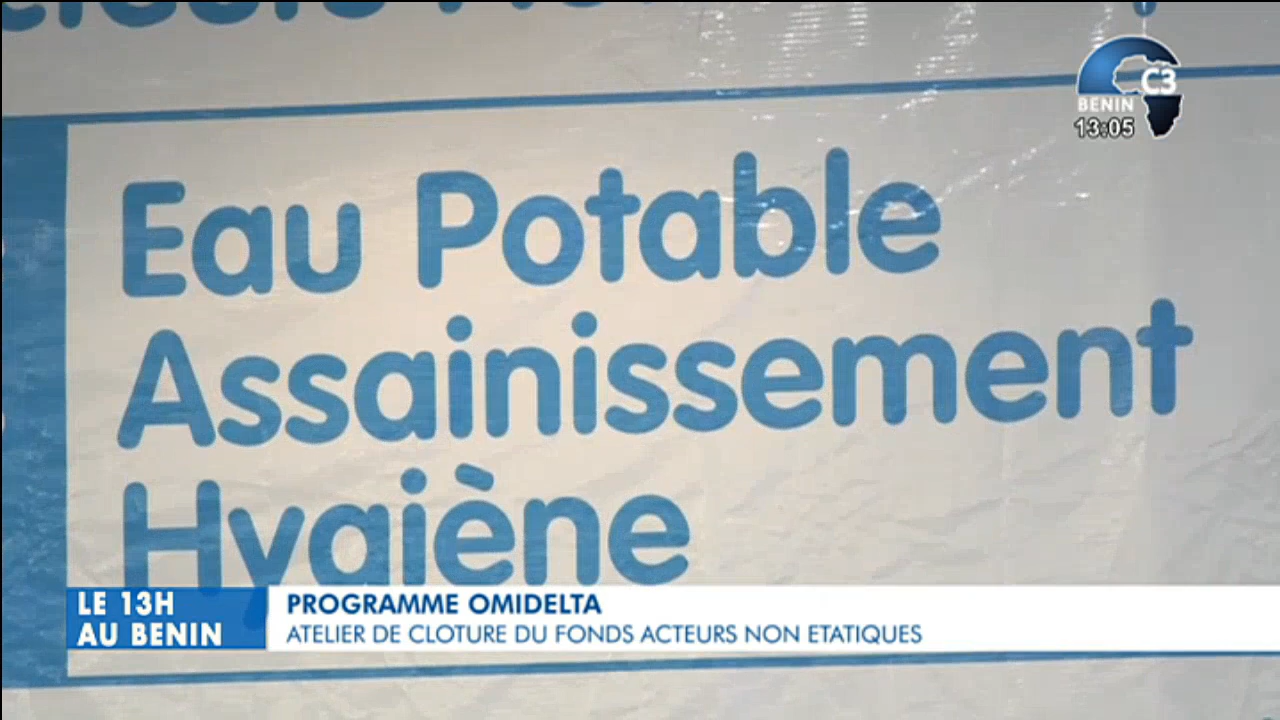 C3
BENIN
13:05
Eau Potable
Assainissement
Hygiène
LE 13H
AU BENIN
PROGRAMME OMIDELTA
ATELIER DE CLOTURE DU FONDS ACTEURS NON ETATIQUES